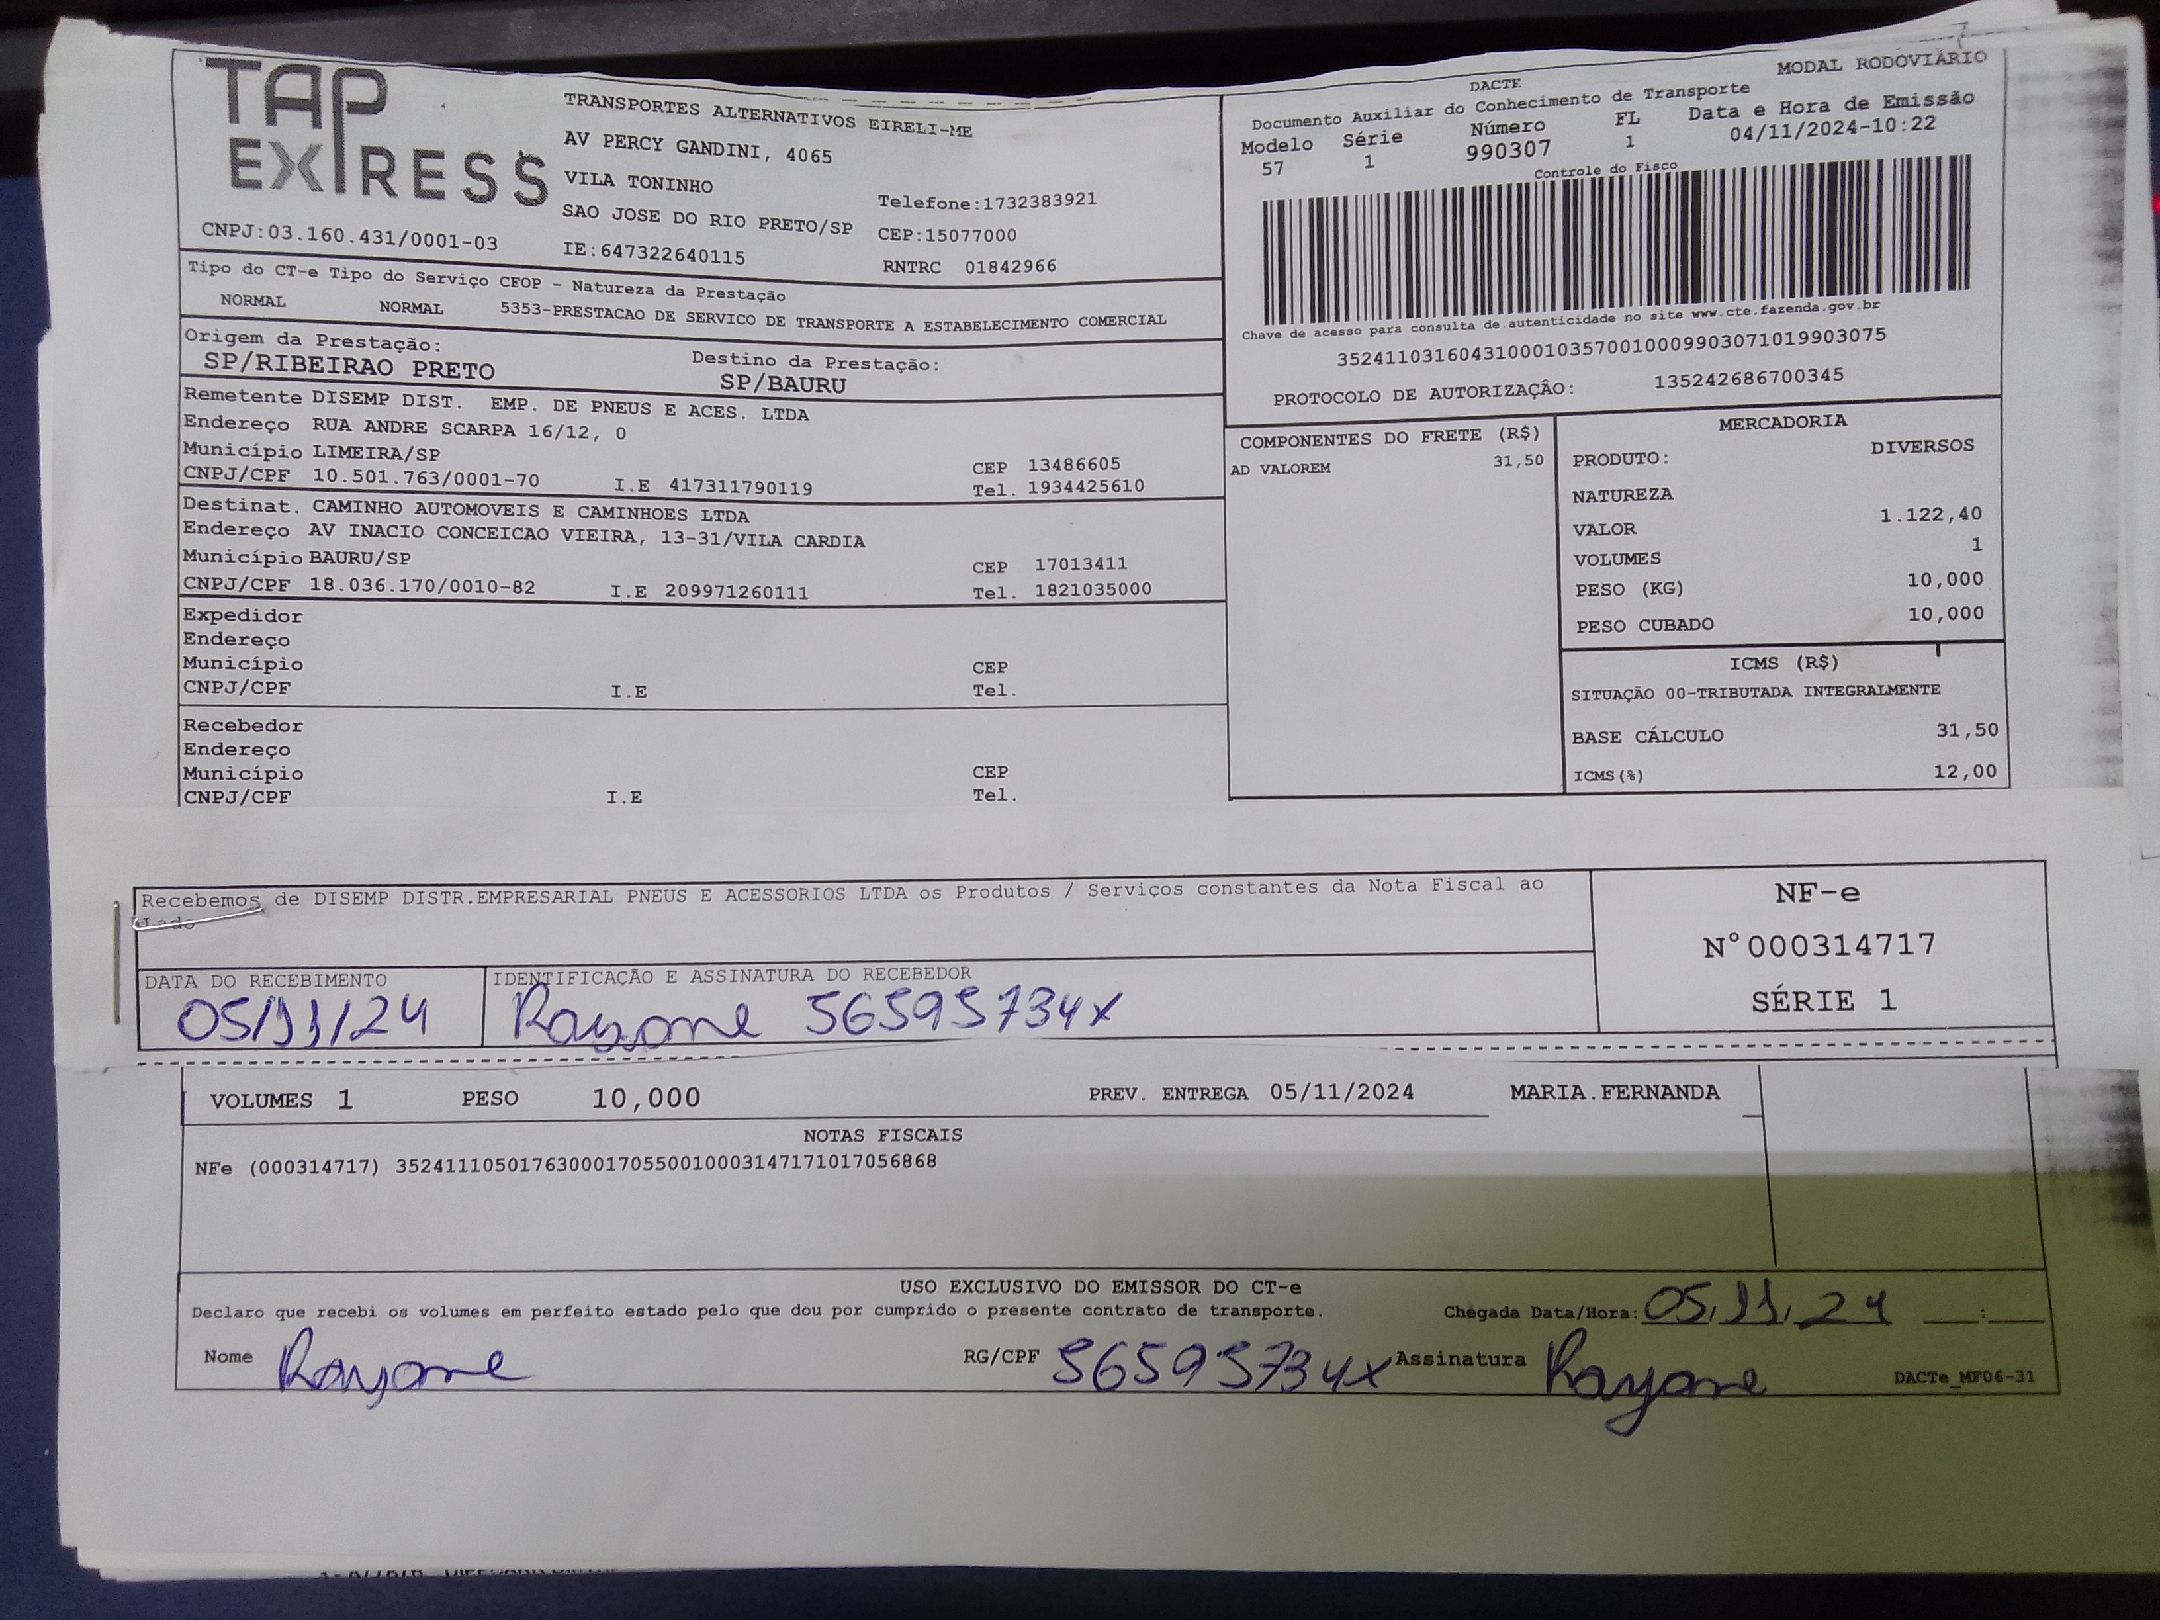 TAP
EXPRESS
TRANSPORTES ALTERNATIVOS EIRELI-ME
AV PERCY GANDINI, 4065
VILA TONINHO
SAO JOSE DO RIO PRETO/SP
IE:647322640115
Telefone:1732383921
CEP:15077000
RNTRC 01842966
CNPJ:03.160.431/0001-03
Tipo do CT-e Tipo do Serviço CFOP - Natureza da Prestação
NORMAL NORMAL 5353-PRESTACAO DE SERVICO DE TRANSPORTE A ESTABELECIMENTO COMERCIAL
Origem da Prestação: Destino da Prestação:
SP/RIBEIRAO PRETO SP/BAURU
DACTE MODAL RODOVIÁRIO
Documento Auxiliar do Conhecimento de Transporte
Modelo Série Número FL Data e Hora de Emissão
57 1 990307 1 04/11/2024-10:22
Controle do Fisco
Chave de acesso para consulta de autenticidade no site www.cte.fazenda.gov.br
35241103160431000103570010009903071019903075
PROTOCOLO DE AUTORIZAÇÂO: 135242686700345
Remetente DISEMP DIST. EMP. DE PNEUS E ACES. LTDA
Endereço RUA ANDRE SCARPA 16/12, 0
Município LIMEIRA/SP CEP 13486605
CNPJ/CPF 10.501.763/0001-70 I.E 417311790119 Tel. 1934425610
Destinat. CAMINHO AUTOMOVEIS E CAMINHOES LTDA
Endereço AV INACIO CONCEICAO VIEIRA, 13-31/VILA CARDIA
Município BAURU/SP CEP 17013411
CNPJ/CPF 18.036.170/0010-82 I.E 209971260111 Tel. 1821035000
Expedidor
Endereço
Município CEP
CNPJ/CPF I.E Tel.
Recebedor
Endereço
Município CEP
CNPJ/CPF I.E Tel.
COMPONENTES DO FRETE (R$)
AD VALOREM 31,50
MERCADORIA
PRODUTO: DIVERSOS
NATUREZA
VALOR 1.122,40
VOLUMES 1
PESO (KG) 10,000
PESO CUBADO 10,000
ICMS (R$)
SITUAÇÃO 00-TRIBUTADA INTEGRALMENTE
BASE CÁLCULO 31,50
ICMS(%) 12,00
Recebemos de DISEMP DISTR.EMPRESARIAL PNEUS E ACESSORIOS LTDA os Produtos / Serviços constantes da Nota Fiscal ao
DATA DO RECEBIMENTO IDENTIFICAÇÃO E ASSINATURA DO RECEBEDOR
05/11/24 Rayane 56595734x
NF-e
N°000314717
SÉRIE 1
VOLUMES 1 PESO 10,000 PREV. ENTREGA 05/11/2024 MARIA.FERNANDA
NOTAS FISCAIS
NFe (000314717) 35241110501763000170550010003147171017056868
USO EXCLUSIVO DO EMISSOR DO CT-e
Declaro que recebi os volumes em perfeito estado pelo que dou por cumprido o presente contrato de transporte. Chegada Data/Hora: 05/11/24 __:__
Nome Rayane RG/CPF 56595734x Assinatura Rayane DACTe_MF06-31